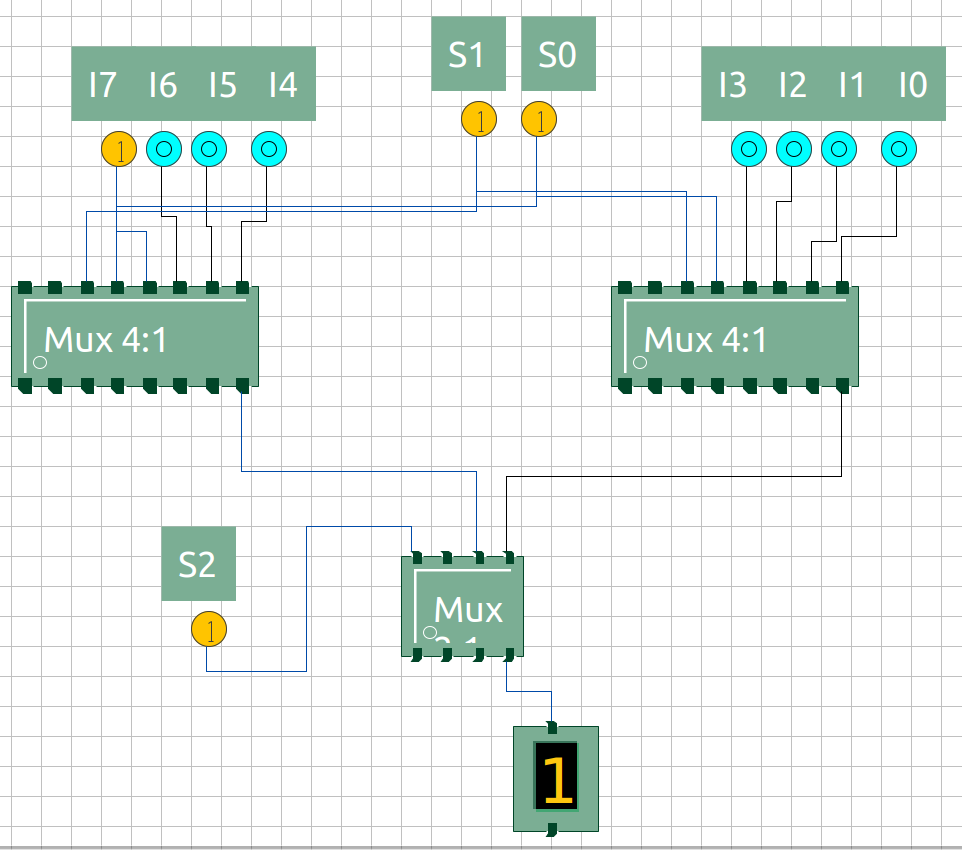 S1 S0
I7 I6 I5 I4
I3 I2 I1 I0
1 1
1
Mux 4:1
Mux 4:1
S2
Mux
1
1